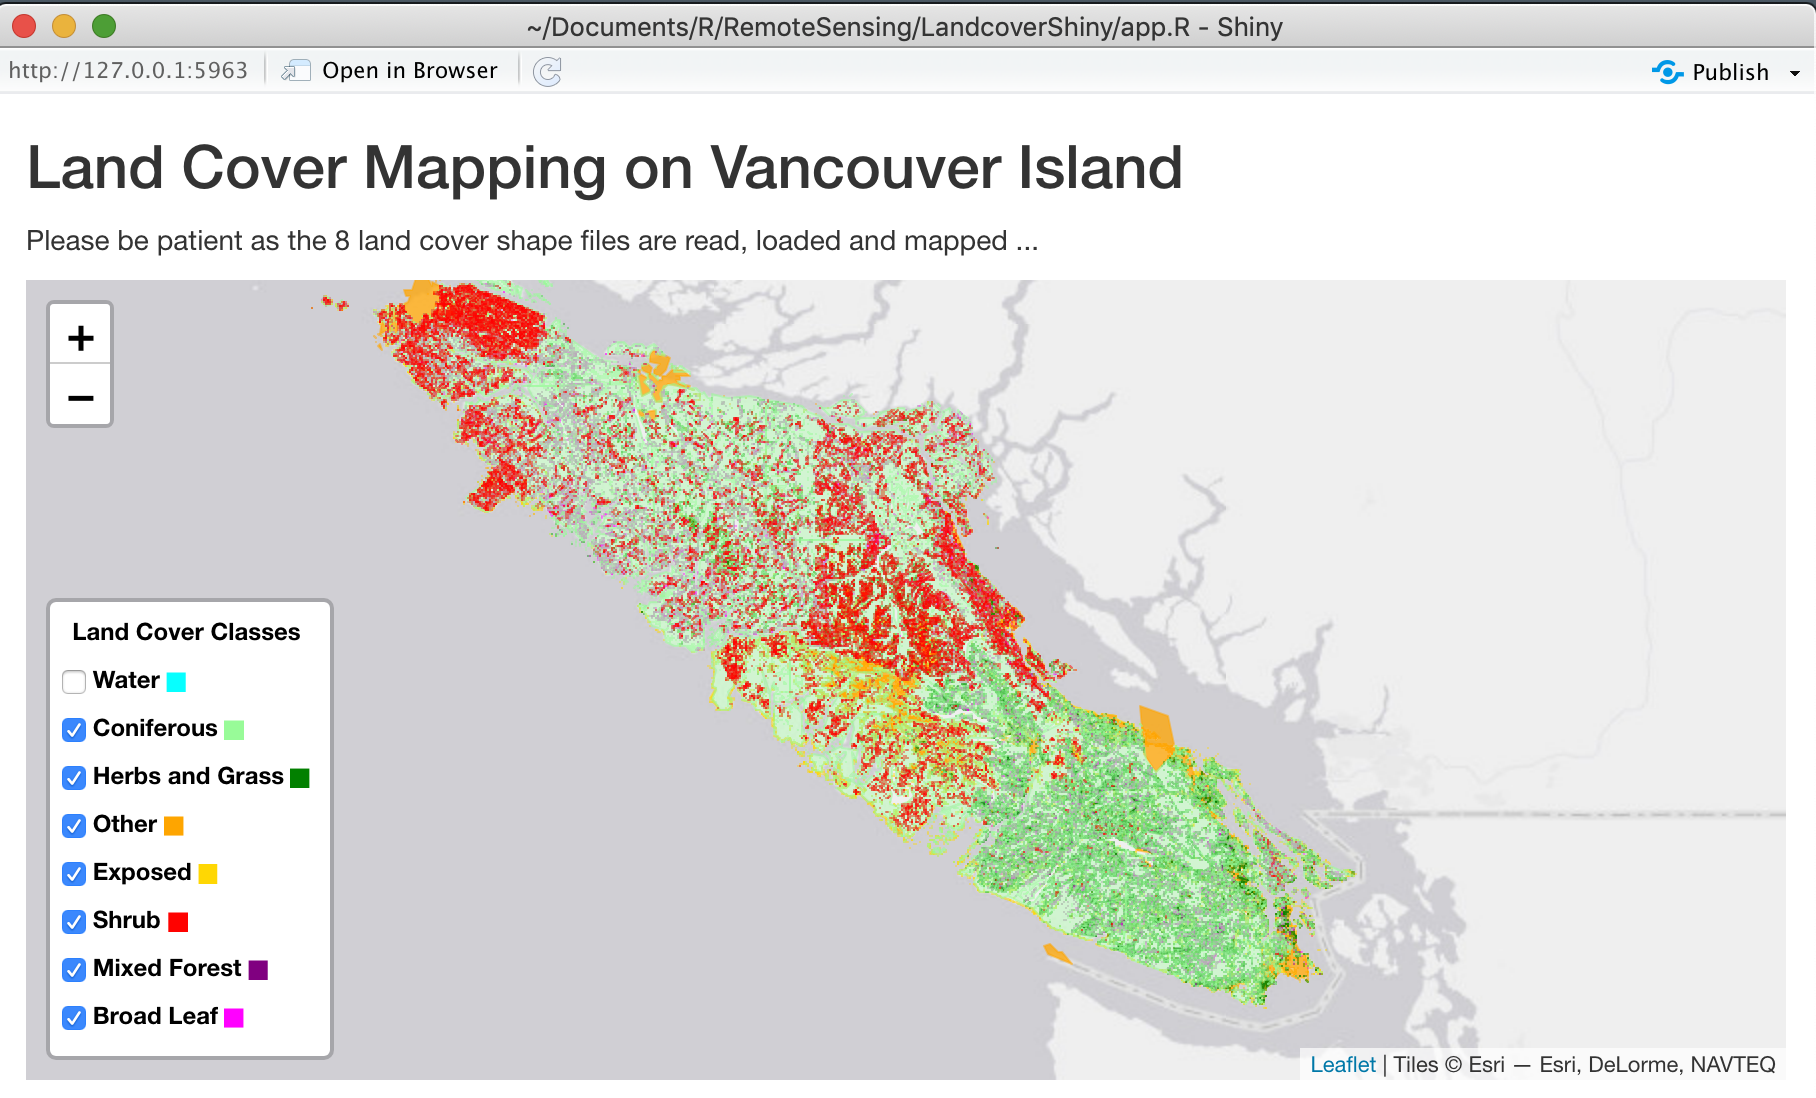 ~/Documents/R/RemoteSensing/LandcoverShiny/app.R - Shiny
http://127.0.0.1:5963 Open in Browser Publish
Land Cover Mapping on Vancouver Island
Please be patient as the 8 land cover shape files are read, loaded and mapped ...
+
−
Land Cover Classes
Water
Coniferous
Herbs and Grass
Other
Exposed
Shrub
Mixed Forest
Broad Leaf
Leaflet | Tiles © Esri — Esri, DeLorme, NAVTEQ